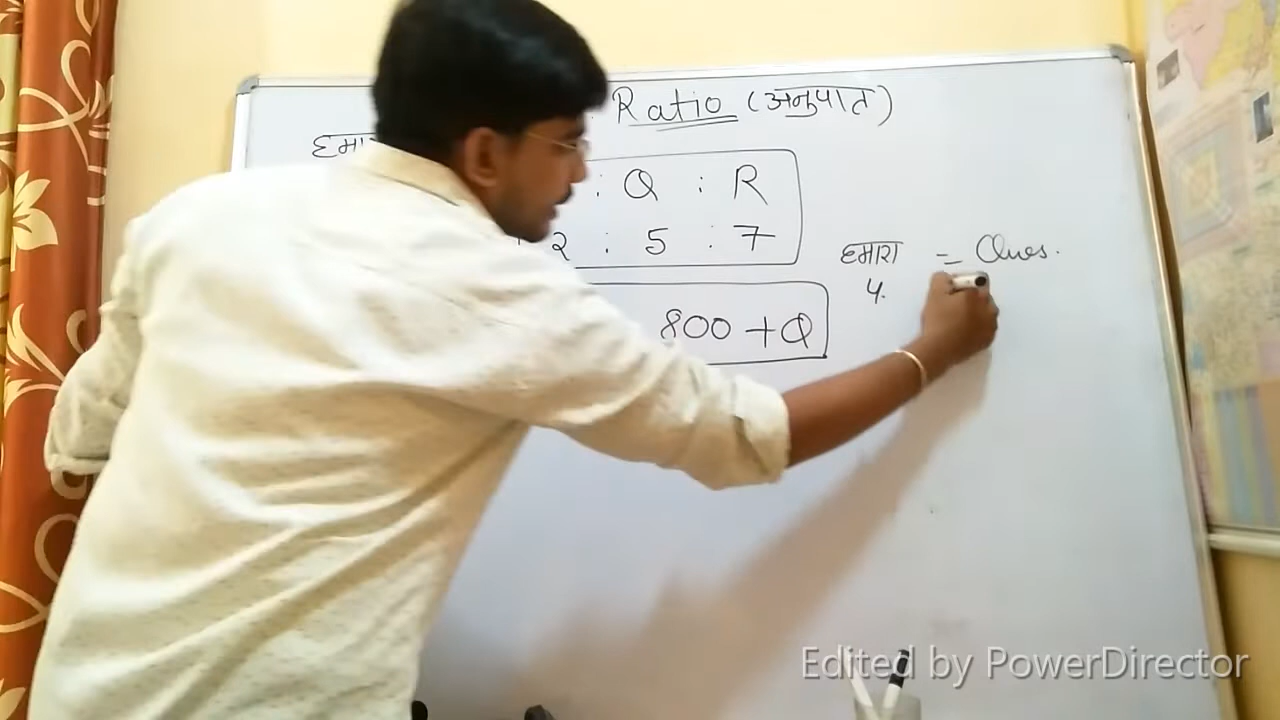 Ratio (अनुपात)
हमा
: Q : R
2 : 5 : 7
हमारा = Ques.
4.
800 + Q
Edited by PowerDirector